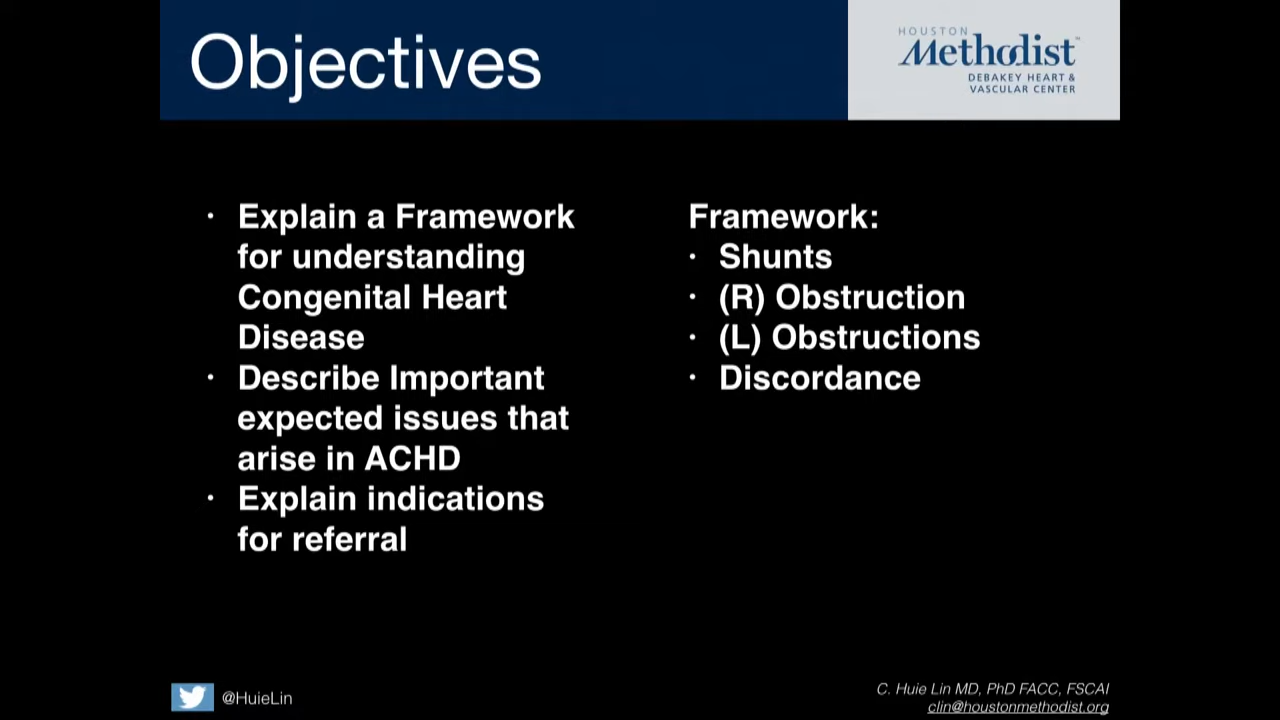 Objectives
HOUSTON
Methodist™
DEBAKEY HEART &
VASCULAR CENTER
• Explain a Framework
for understanding
Congenital Heart
Disease
• Describe Important
expected issues that
arise in ACHD
• Explain indications
for referral
Framework:
• Shunts
• (R) Obstruction
• (L) Obstructions
• Discordance
@HuieLin
C. Huie Lin MD, PhD FACC, FSCAI
clin@houstonmethodist.org